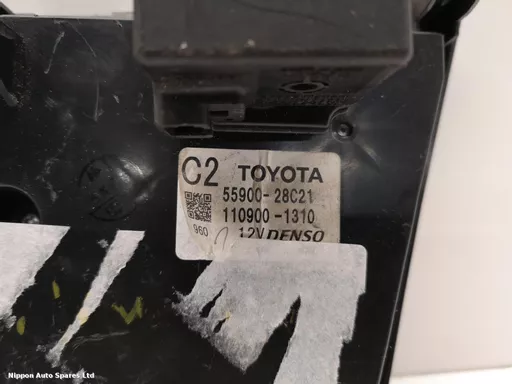 C2 TOYOTA
55900-28C21
110900-1310
960 12V DENSO
Nippon Auto Spares Ltd